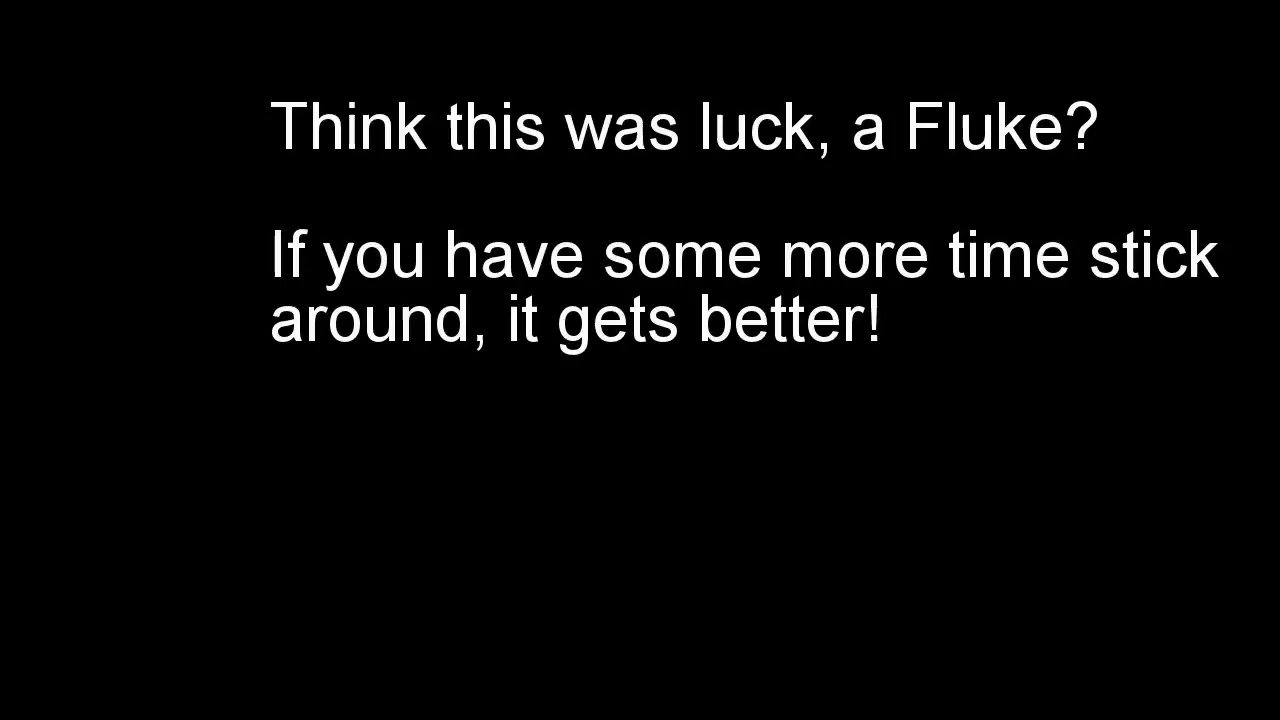 Think this was luck, a Fluke?
If you have some more time stick
around, it gets better!